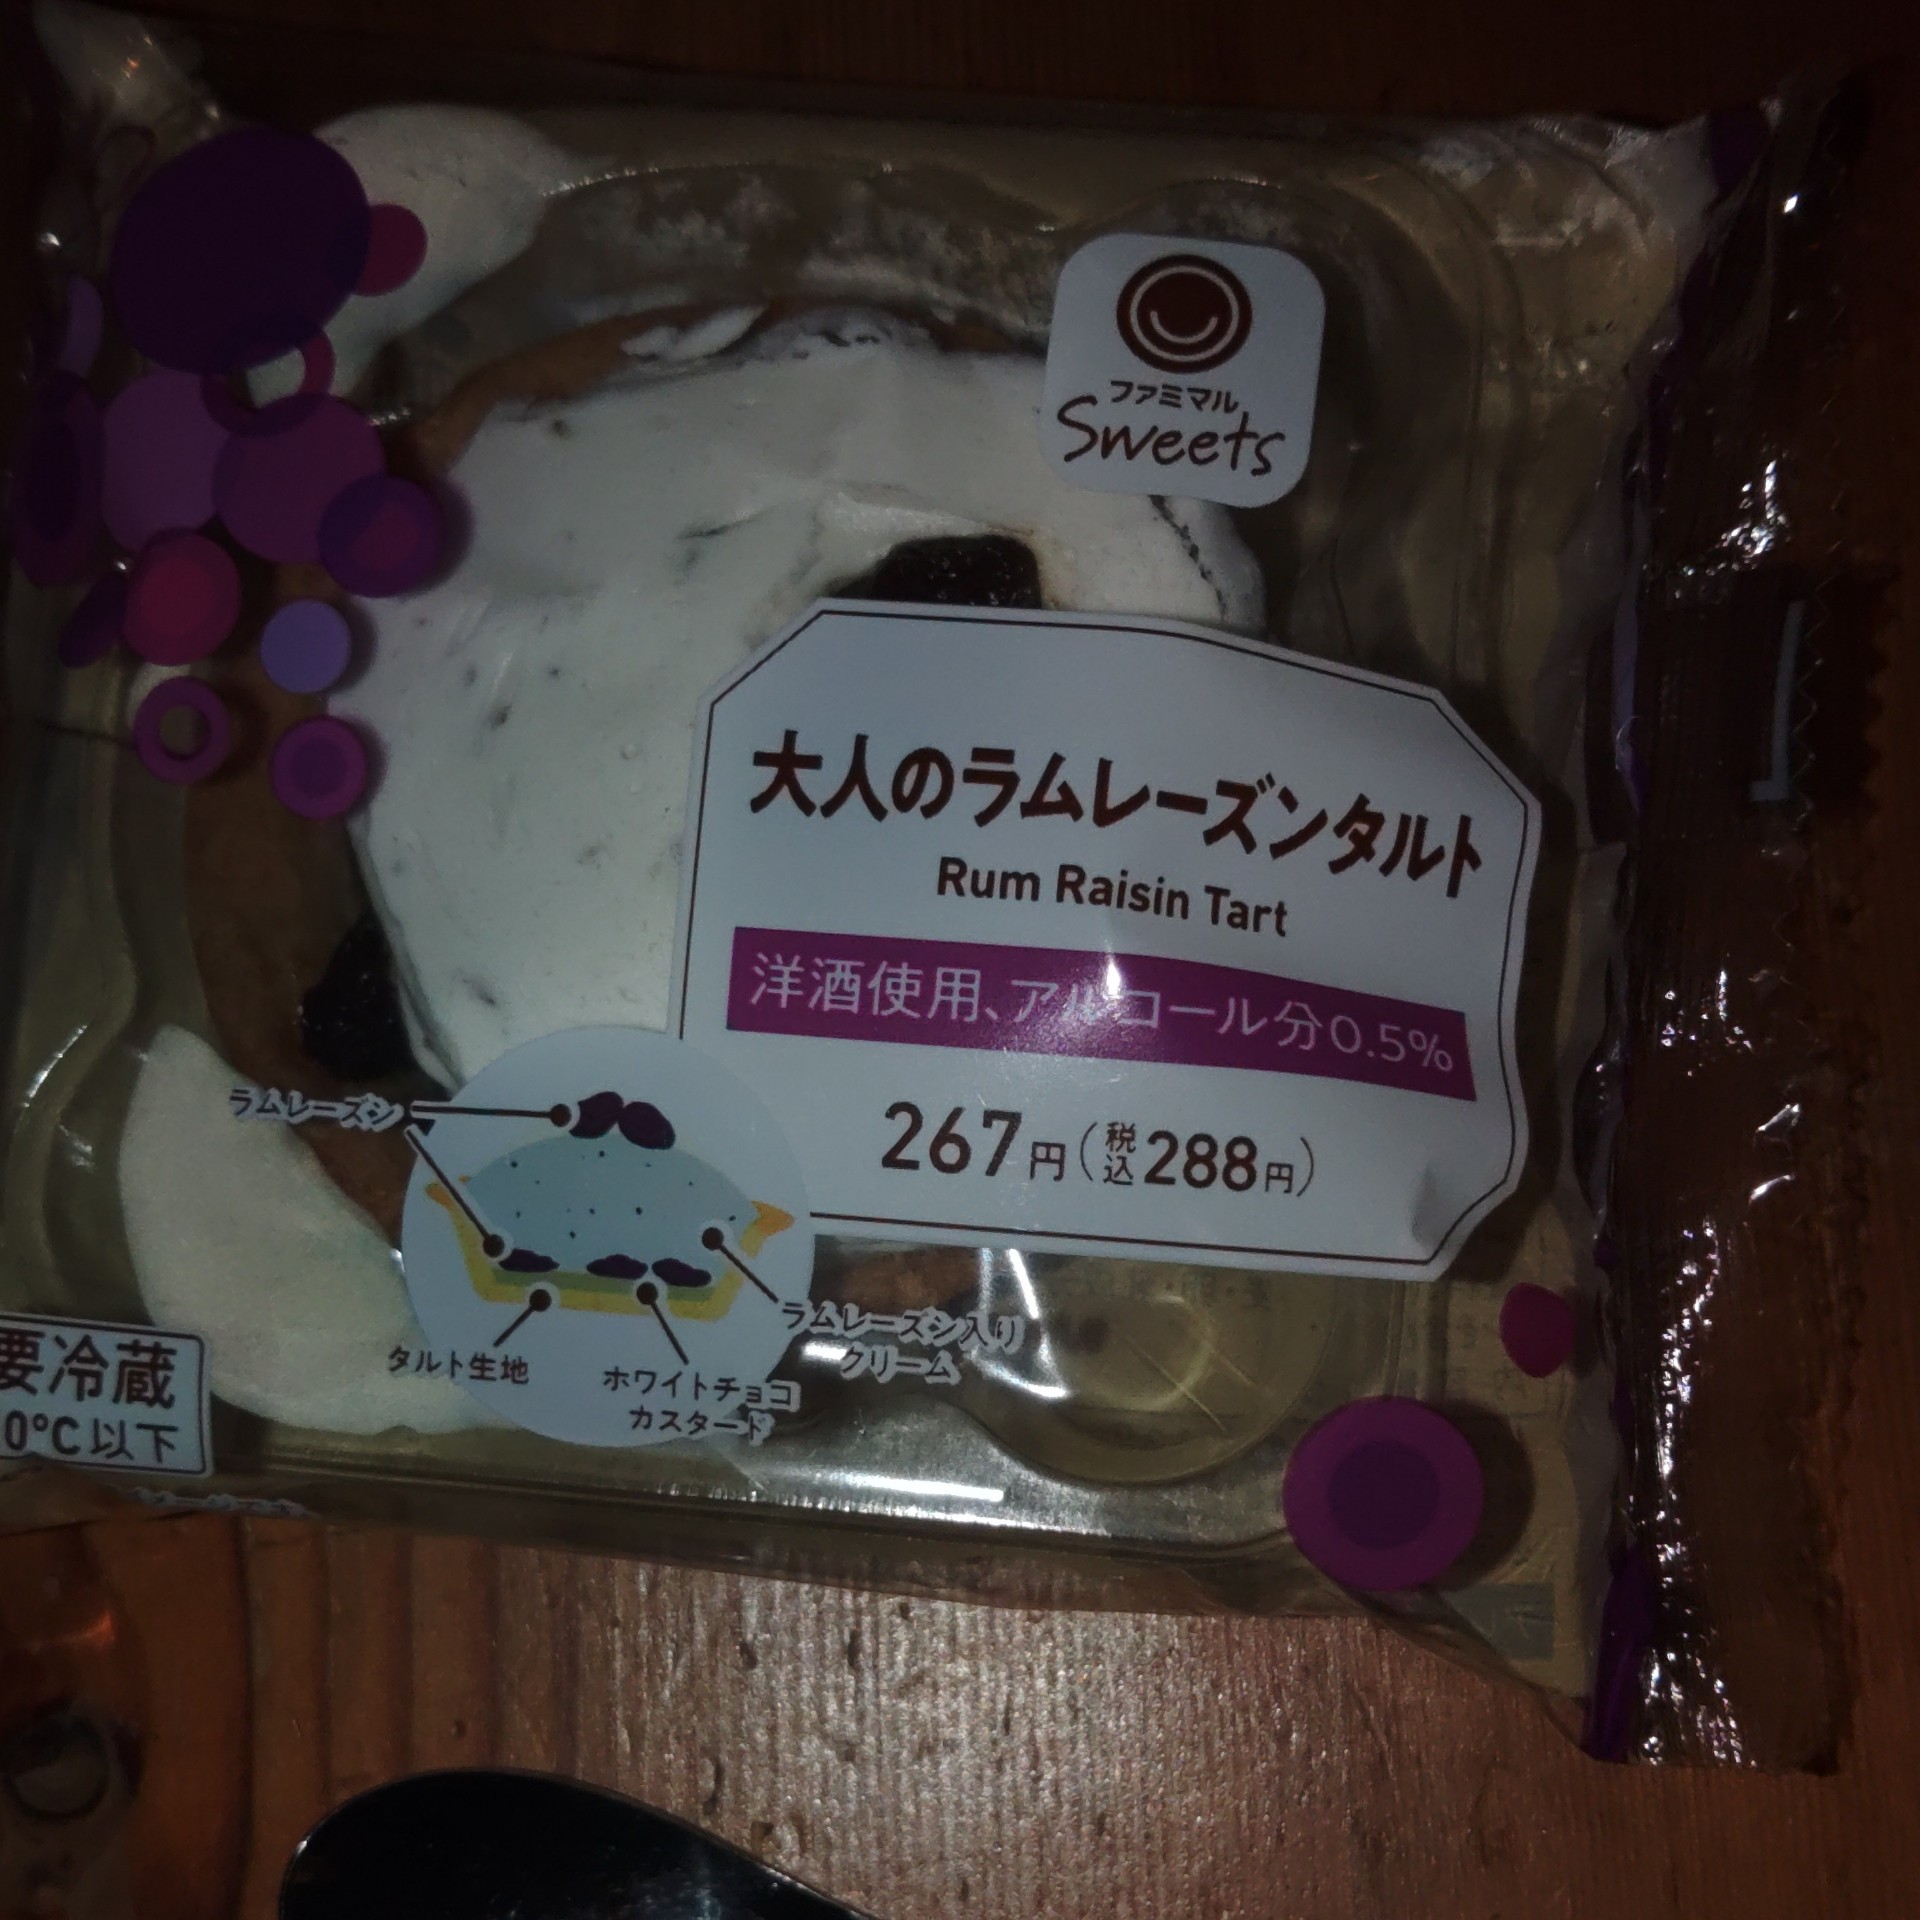 ファミマル
Sweets
大人のラムレーズンタルト
Rum Raisin Tart
洋酒使用、アルコール分0.5%
267円(税込288円)
ラムレーズン
ラムレーズン入り
クリーム
タルト生地
ホワイトチョコ
カスタード
要冷蔵
0°C以下